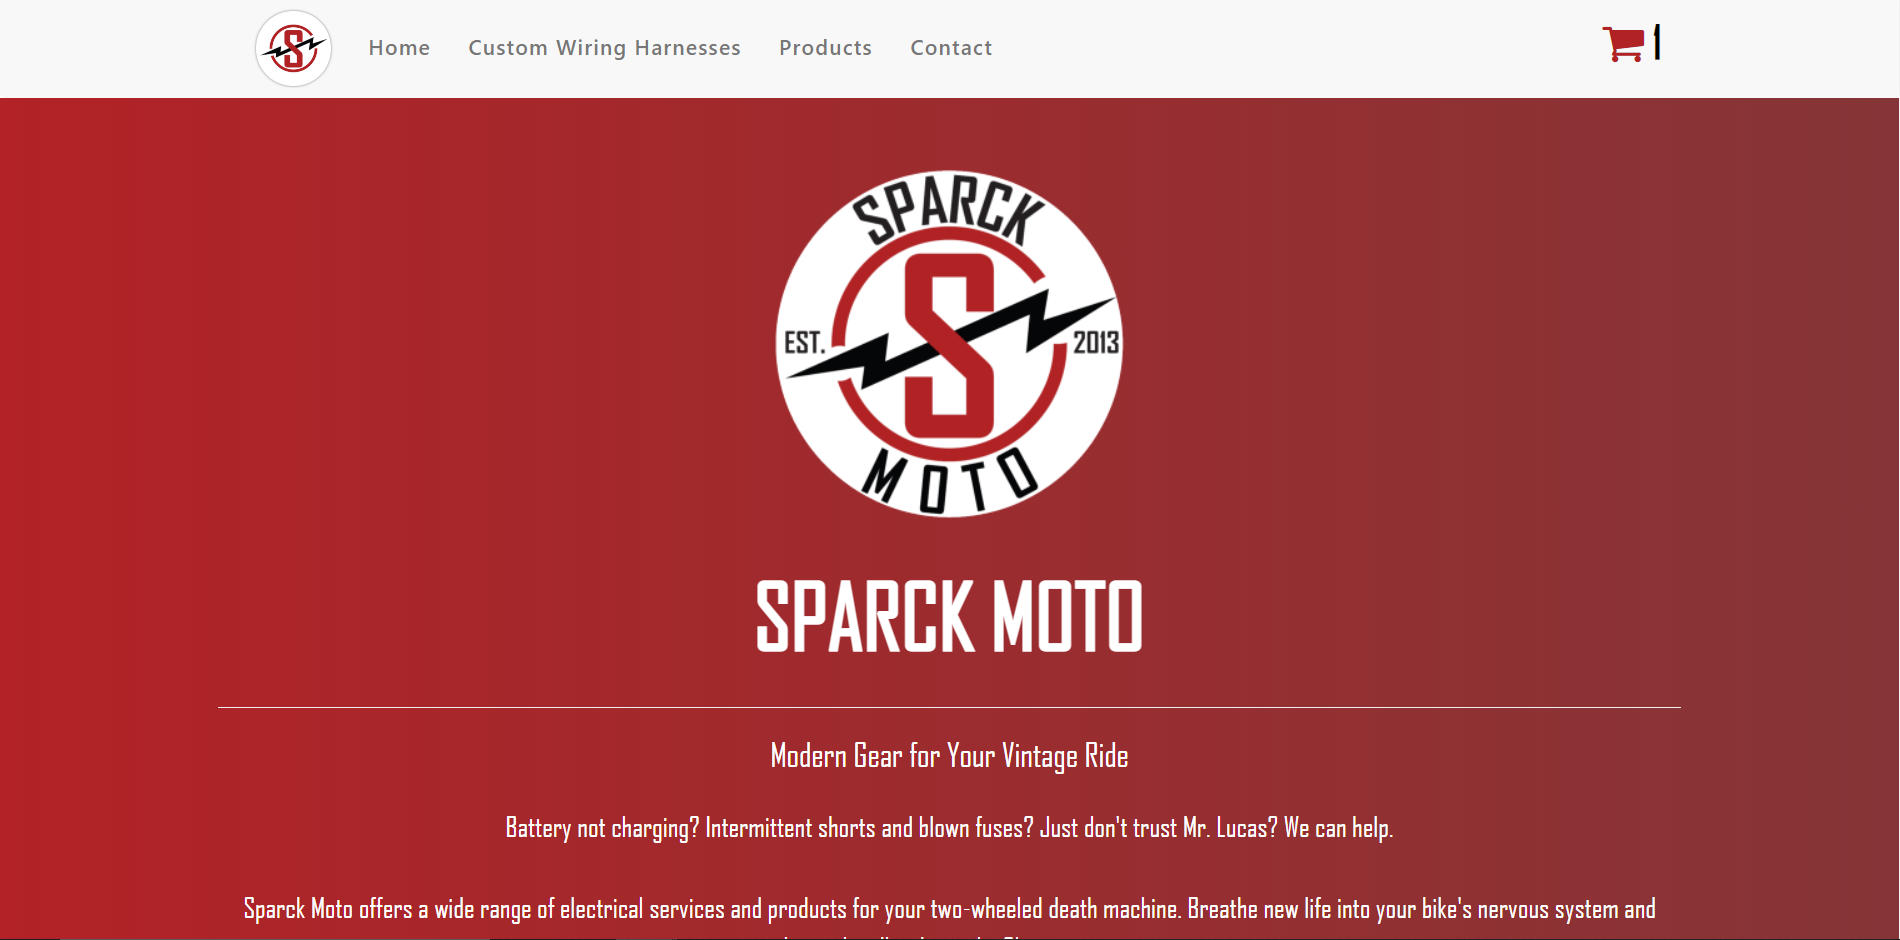 S
Home
Custom Wiring Harnesses
Products
Contact
1
SPARCK
S
EST.
2013
MOTO
SPARCK MOTO
Modern Gear for Your Vintage Ride
Battery not charging? Intermittent shorts and blown fuses? Just don't trust Mr. Lucas? We can help.
Sparck Moto offers a wide range of electrical services and products for your two-wheeled death machine. Breathe new life into your bike's nervous system and